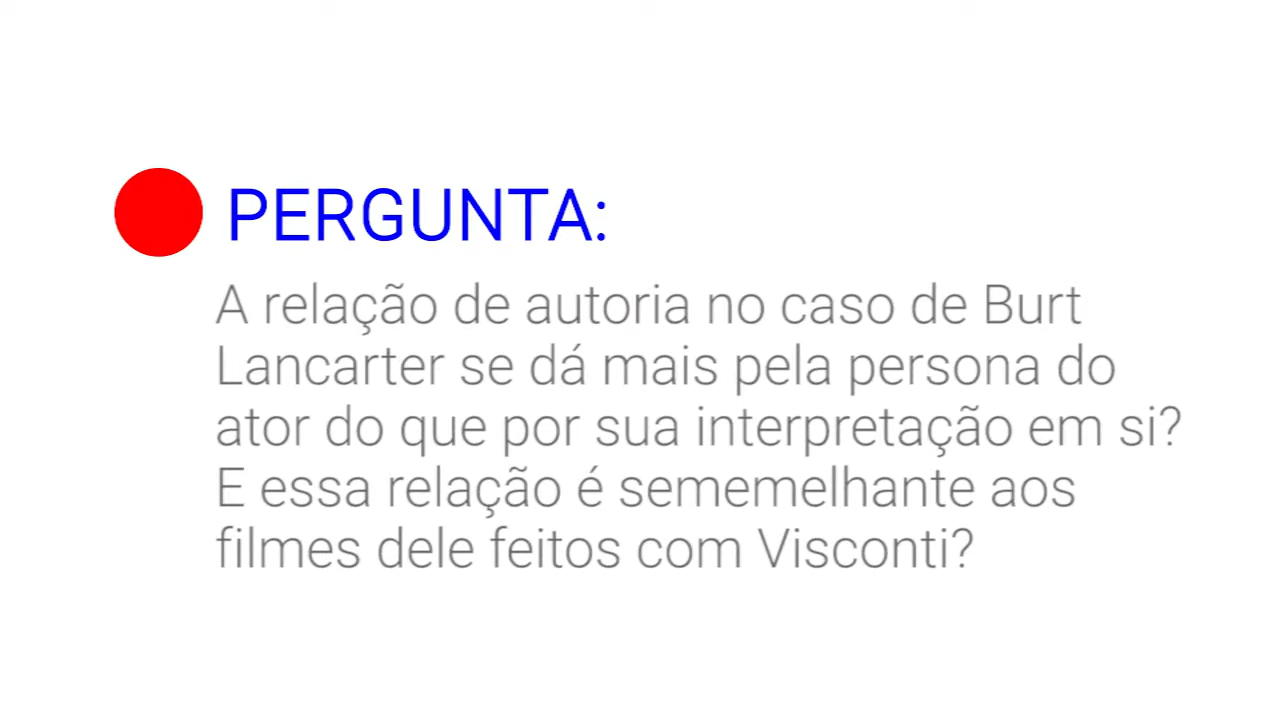 PERGUNTA:
A relação de autoria no caso de Burt
Lancarter se dá mais pela persona do
ator do que por sua interpretação em si?
E essa relação é sememelhante aos
filmes dele feitos com Visconti?